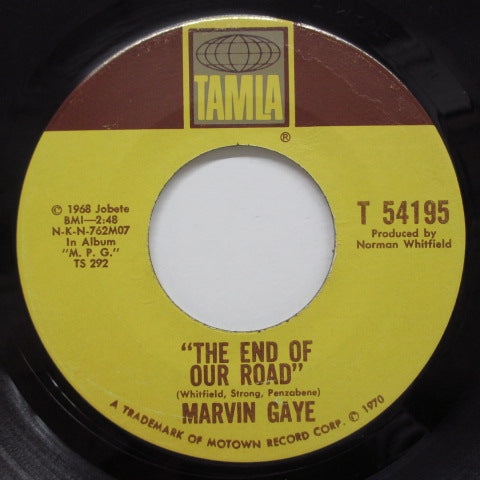 TAMLA
®
© 1968 Jobete
BMI—2:48
N-K-N-762M07
In Album
"M. P. G."
TS 292
T 54195
Produced by
Norman Whitfield
"THE END OF
OUR ROAD"
(Whitfield, Strong, Penzabene)
MARVIN GAYE
A TRADEMARK OF MOTOWN RECORD CORP. © 1970